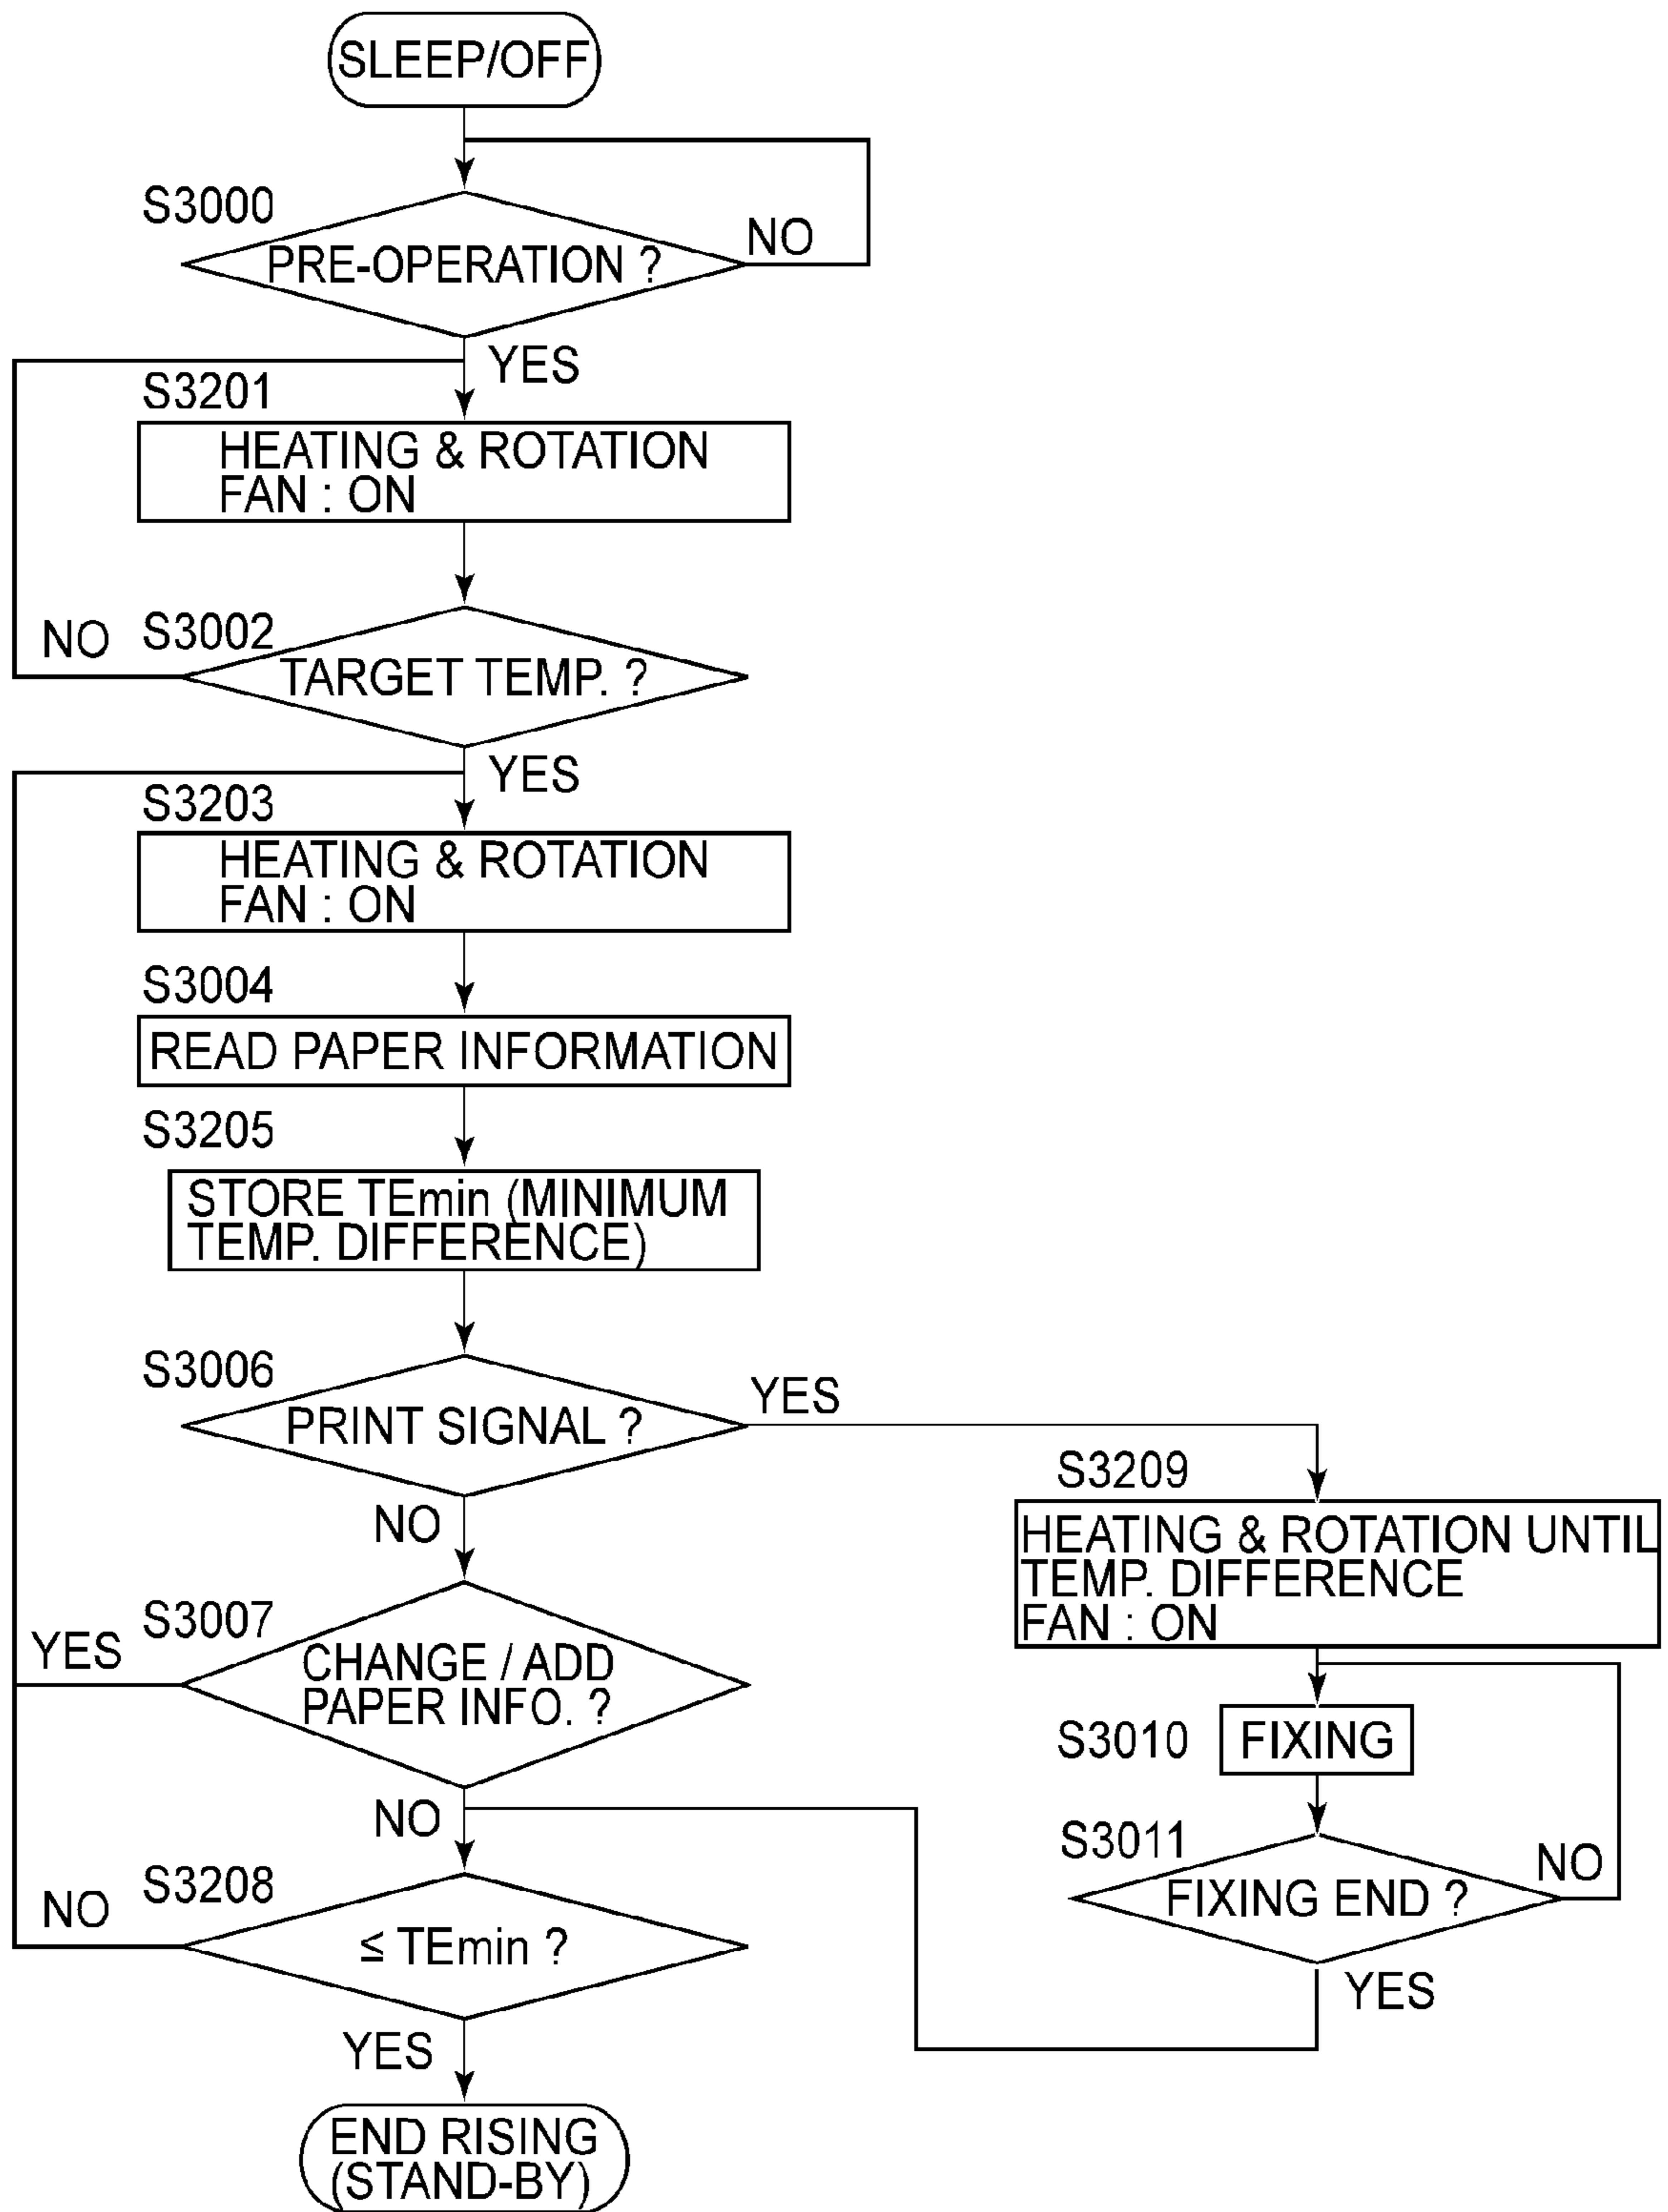 SLEEP/OFF
S3000
PRE-OPERATION ?
NO
YES
S3201
HEATING & ROTATION
FAN : ON
NO
S3002
TARGET TEMP. ?
YES
S3203
HEATING & ROTATION
FAN : ON
S3004
READ PAPER INFORMATION
S3205
STORE TEmin (MINIMUM
TEMP. DIFFERENCE)
S3006
PRINT SIGNAL ?
YES
NO
S3209
HEATING & ROTATION UNTIL
TEMP. DIFFERENCE
FAN : ON
S3007
YES
CHANGE / ADD
PAPER INFO. ?
NO
S3010
FIXING
S3011
FIXING END ?
NO
YES
S3208
NO
≤ TEmin ?
YES
END RISING
(STAND-BY)